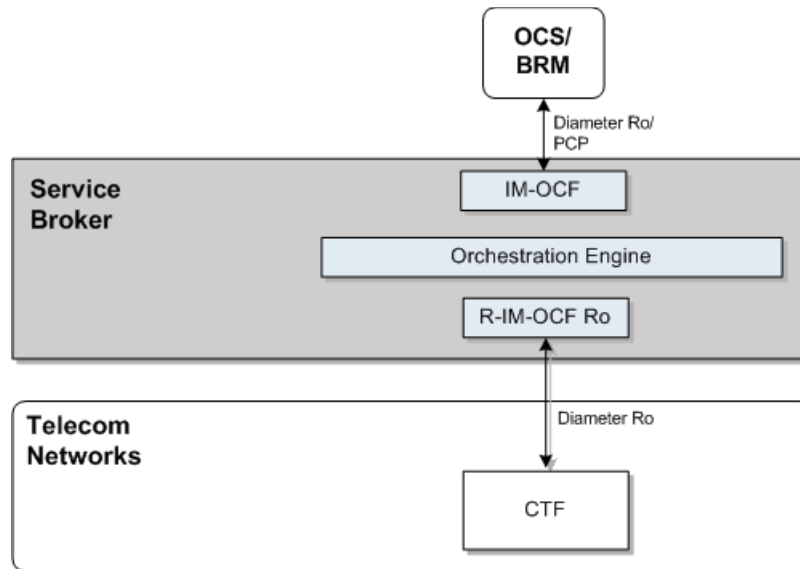 OCS/
BRM
Diameter Ro/
PCP
Service
Broker
IM-OCF
Orchestration Engine
R-IM-OCF Ro
Telecom
Networks
Diameter Ro
CTF